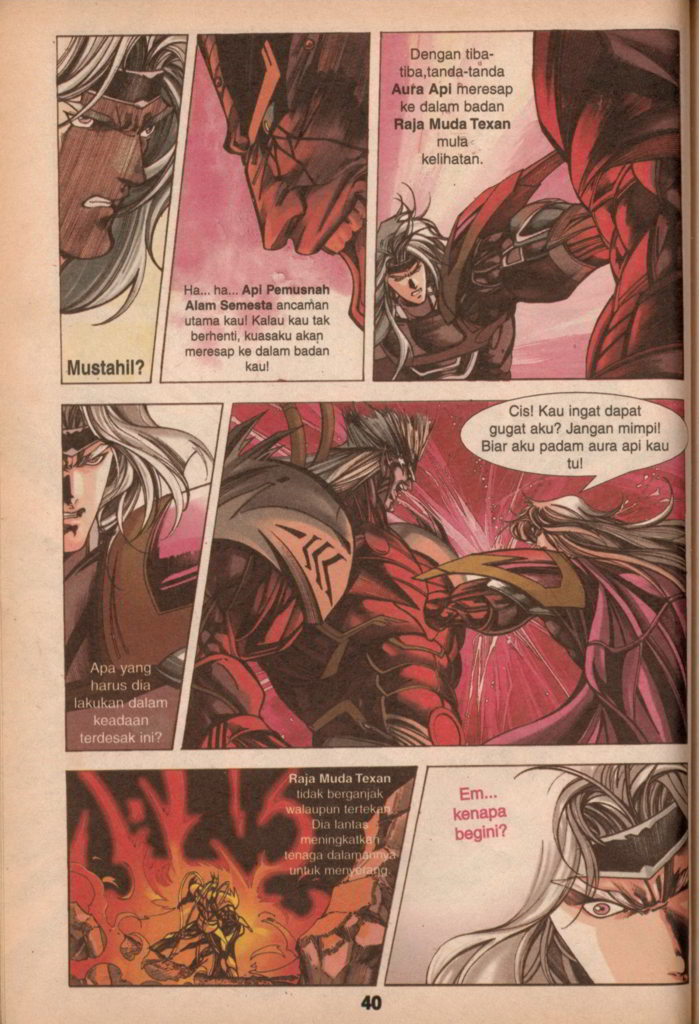 Mustahil?
Ha... ha... Api Pemusnah
Alam Semesta ancaman
utama kau! Kalau kau tak
berhenti, kuasaku akan
meresap ke dalam badan
kau!
Dengan tiba-
tiba,tanda-tanda
Aura Api meresap
ke dalam badan
Raja Muda Texan
mula
kelihatan.
Apa yang
harus dia
lakukan dalam
keadaan
terdesak ini?
Cis! Kau ingat dapat
gugat aku? Jangan mimpi!
Biar aku padam aura api kau
tu!
Raja Muda Texan
tidak berganjak
walaupun tertekan.
Dia lantas
meningkatkan
tenaga dalamannya
untuk menyerang.
Em...
kenapa
begini?
40